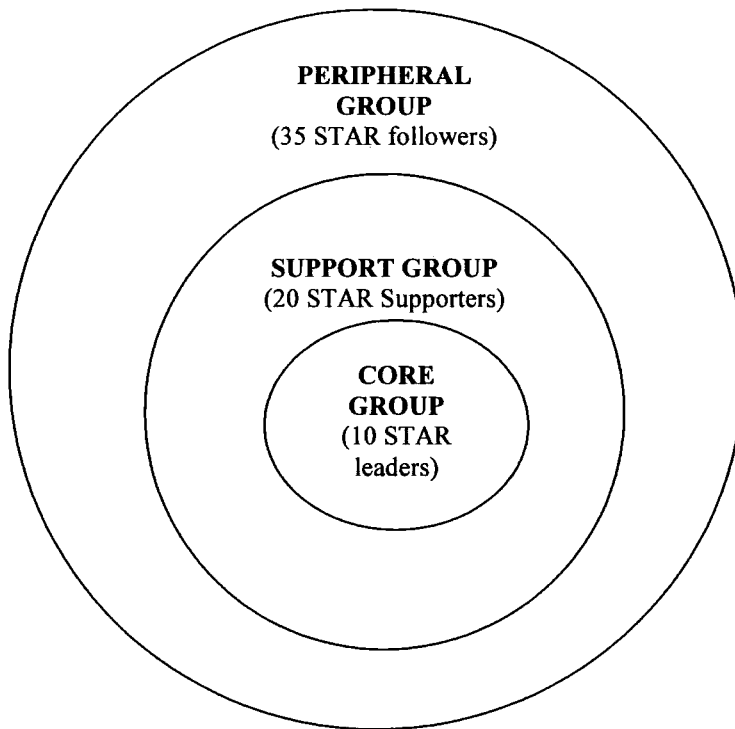 PERIPHERAL
GROUP
(35 STAR followers)
SUPPORT GROUP
(20 STAR Supporters)
CORE
GROUP
(10 STAR
leaders)